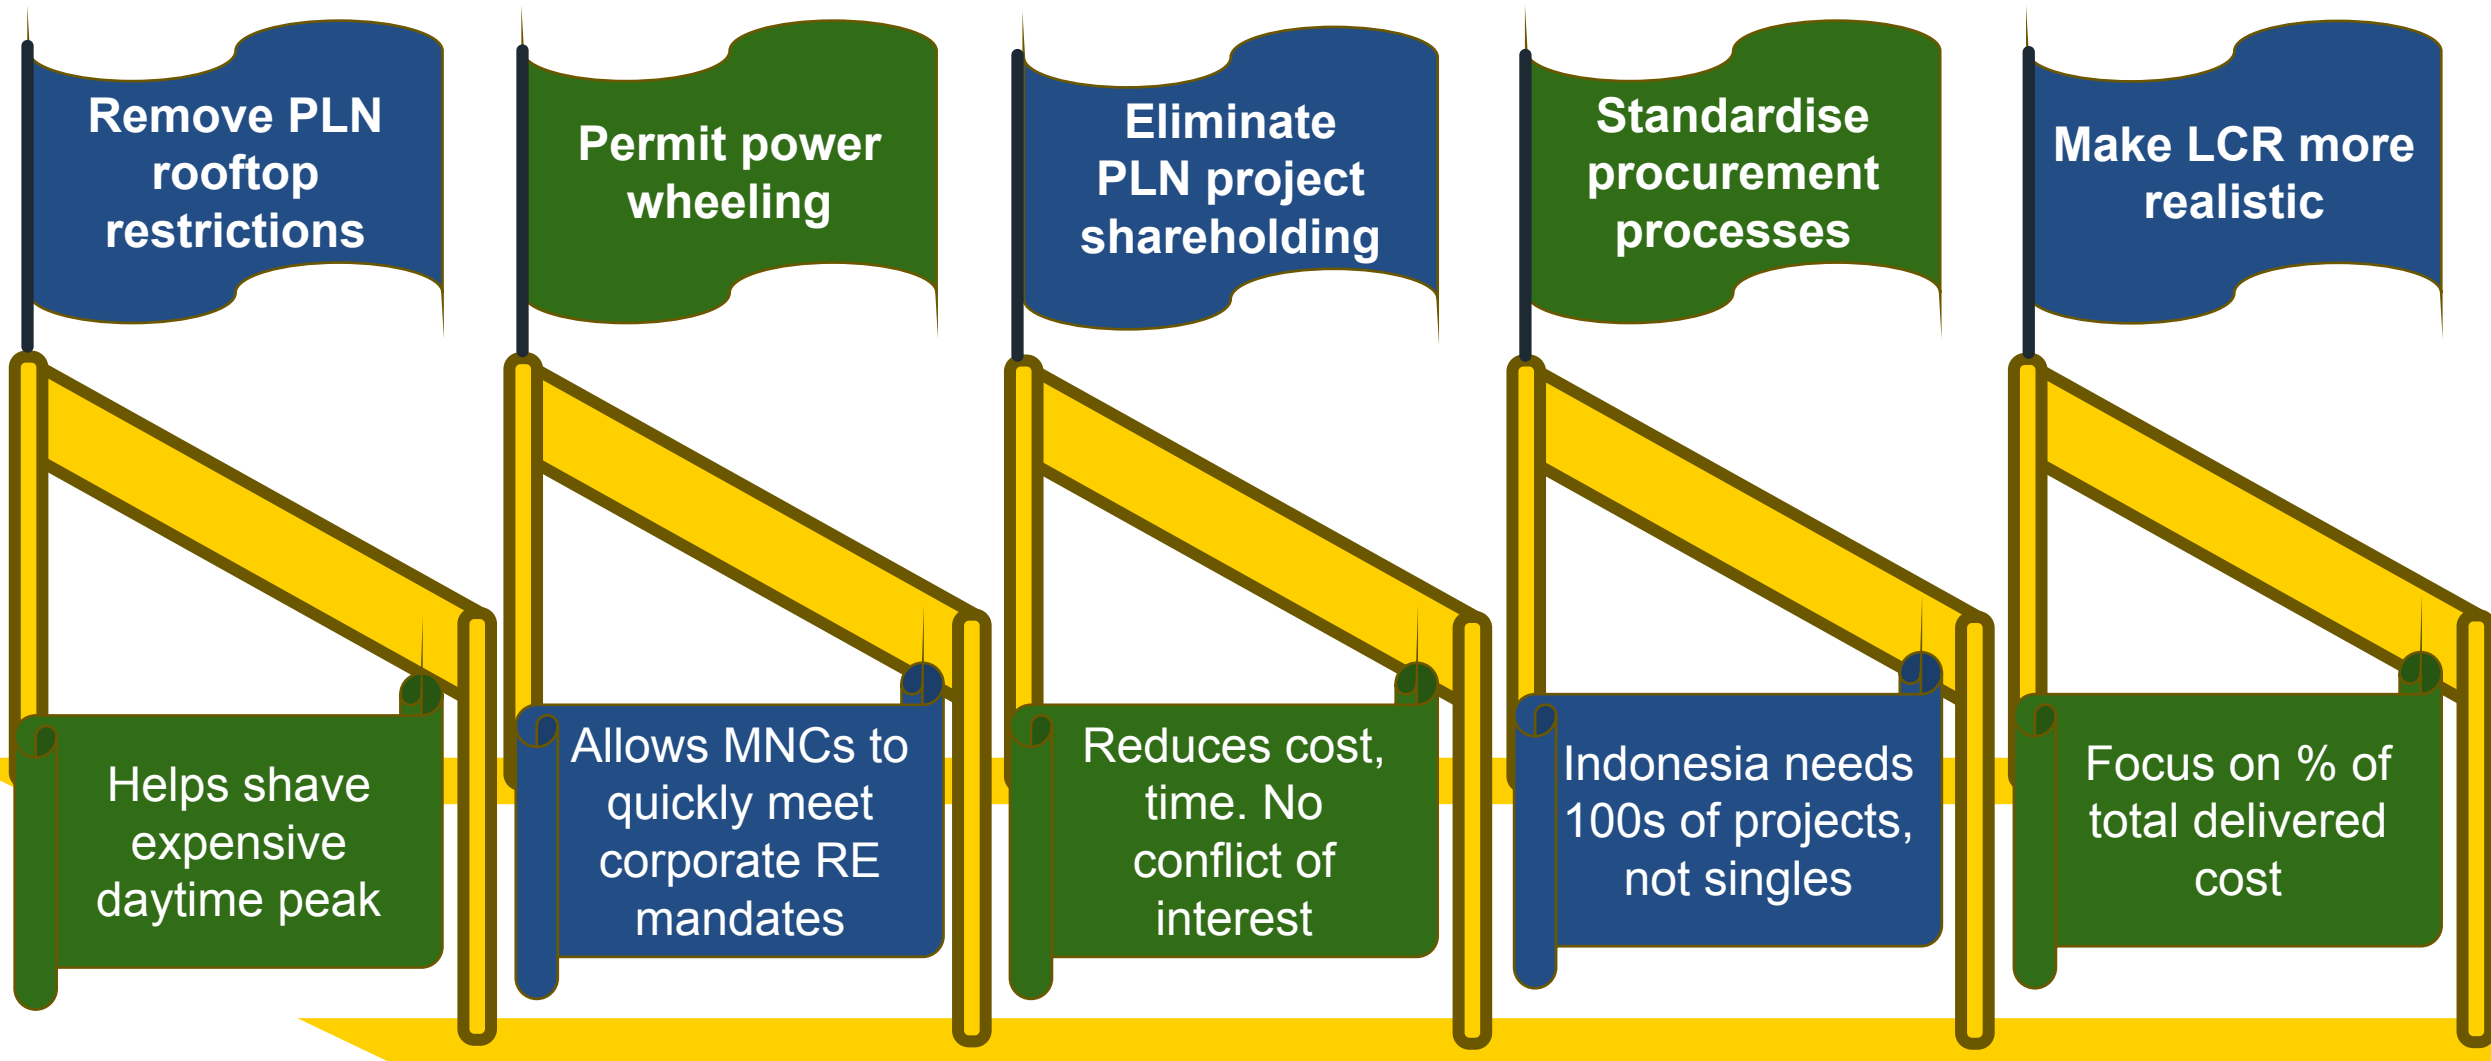 Remove PLN
rooftop
restrictions
Permit power
wheeling
Eliminate
PLN project
shareholding
Standardise
procurement
processes
Make LCR more
realistic
Helps shave
expensive
daytime peak
Allows MNCs to
quickly meet
corporate RE
mandates
Reduces cost,
time. No
conflict of
interest
Indonesia needs
100s of projects,
not singles
Focus on % of
total delivered
cost